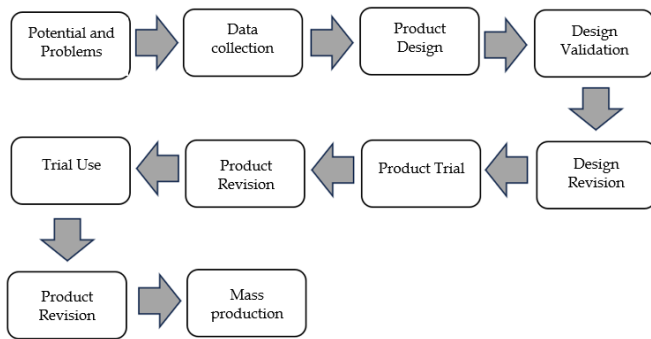 Potential and
Problems
Data
collection
Product
Design
Design
Validation
Design
Revision
Product Trial
Product
Revision
Trial Use
Product
Revision
Mass
production